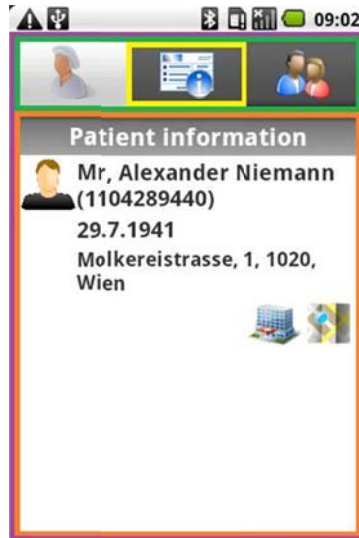 09:02
Patient information
Mr, Alexander Niemann
(1104289440)
29.7.1941
Molkereistrasse, 1, 1020,
Wien